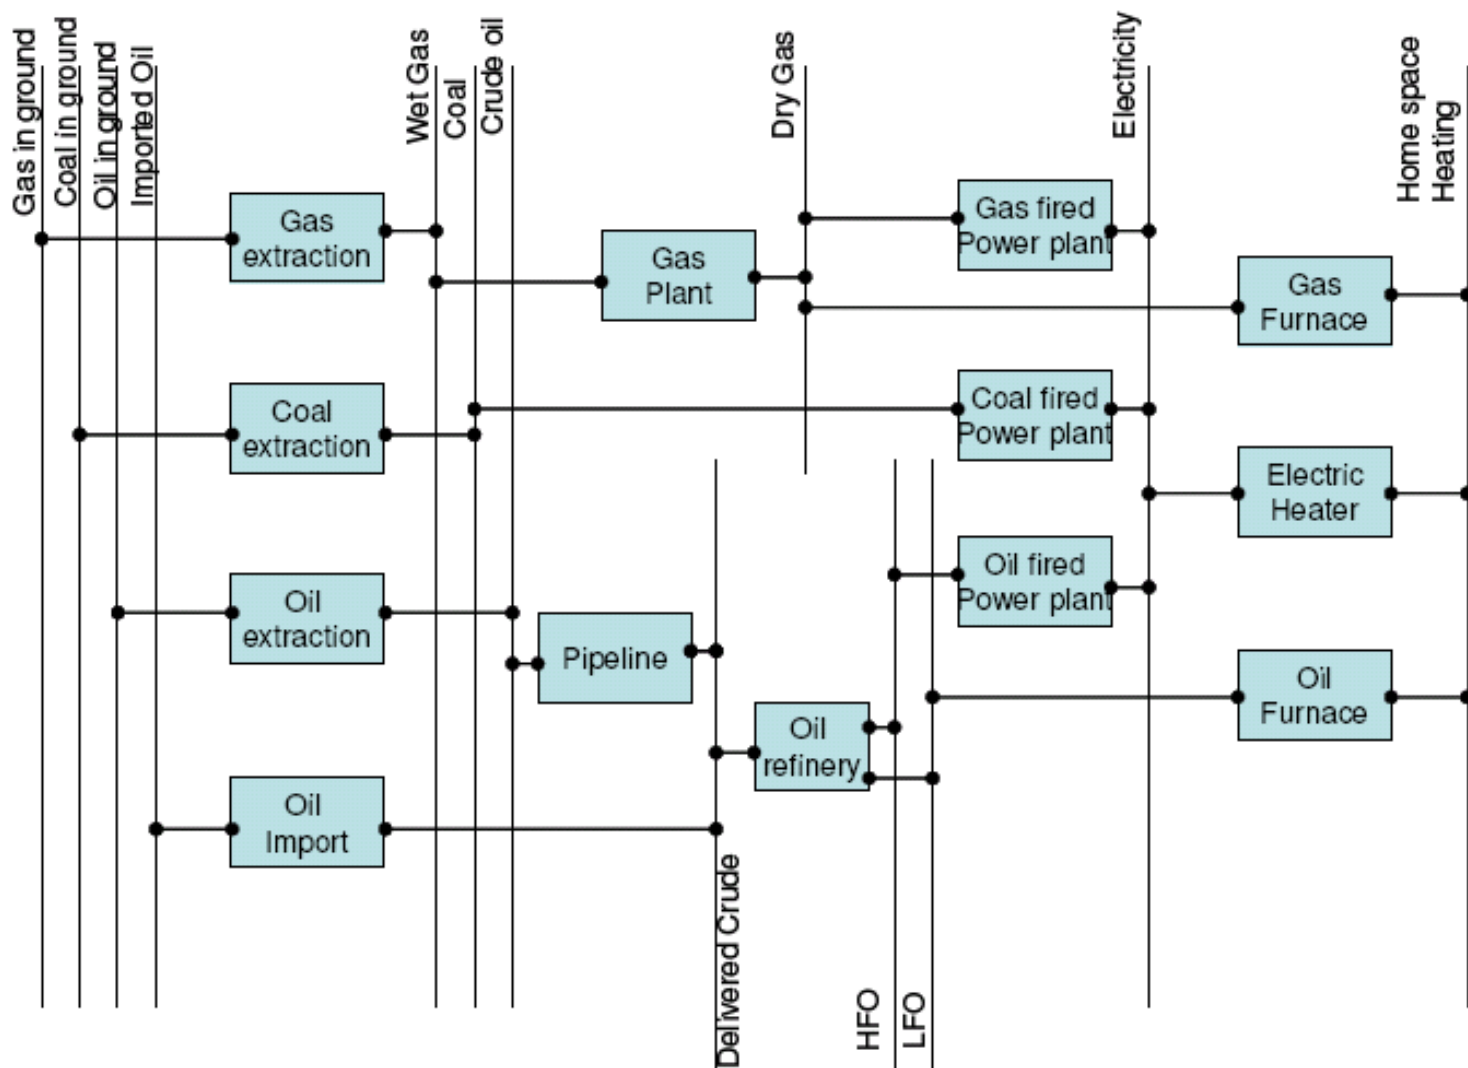 Gas in ground
Coal in ground
Oil in ground
Imported Oil
Wet Gas
Coal
Crude oil
Dry Gas
Electricity
Home space
Heating
Gas
extraction
Gas
Plant
Gas fired
Power plant
Gas
Furnace
Coal
extraction
Coal fired
Power plant
Electric
Heater
Oil
extraction
Pipeline
Oil fired
Power plant
Oil
Furnace
Oil
refinery
Oil
Import
Delivered Crude
HFO
LFO